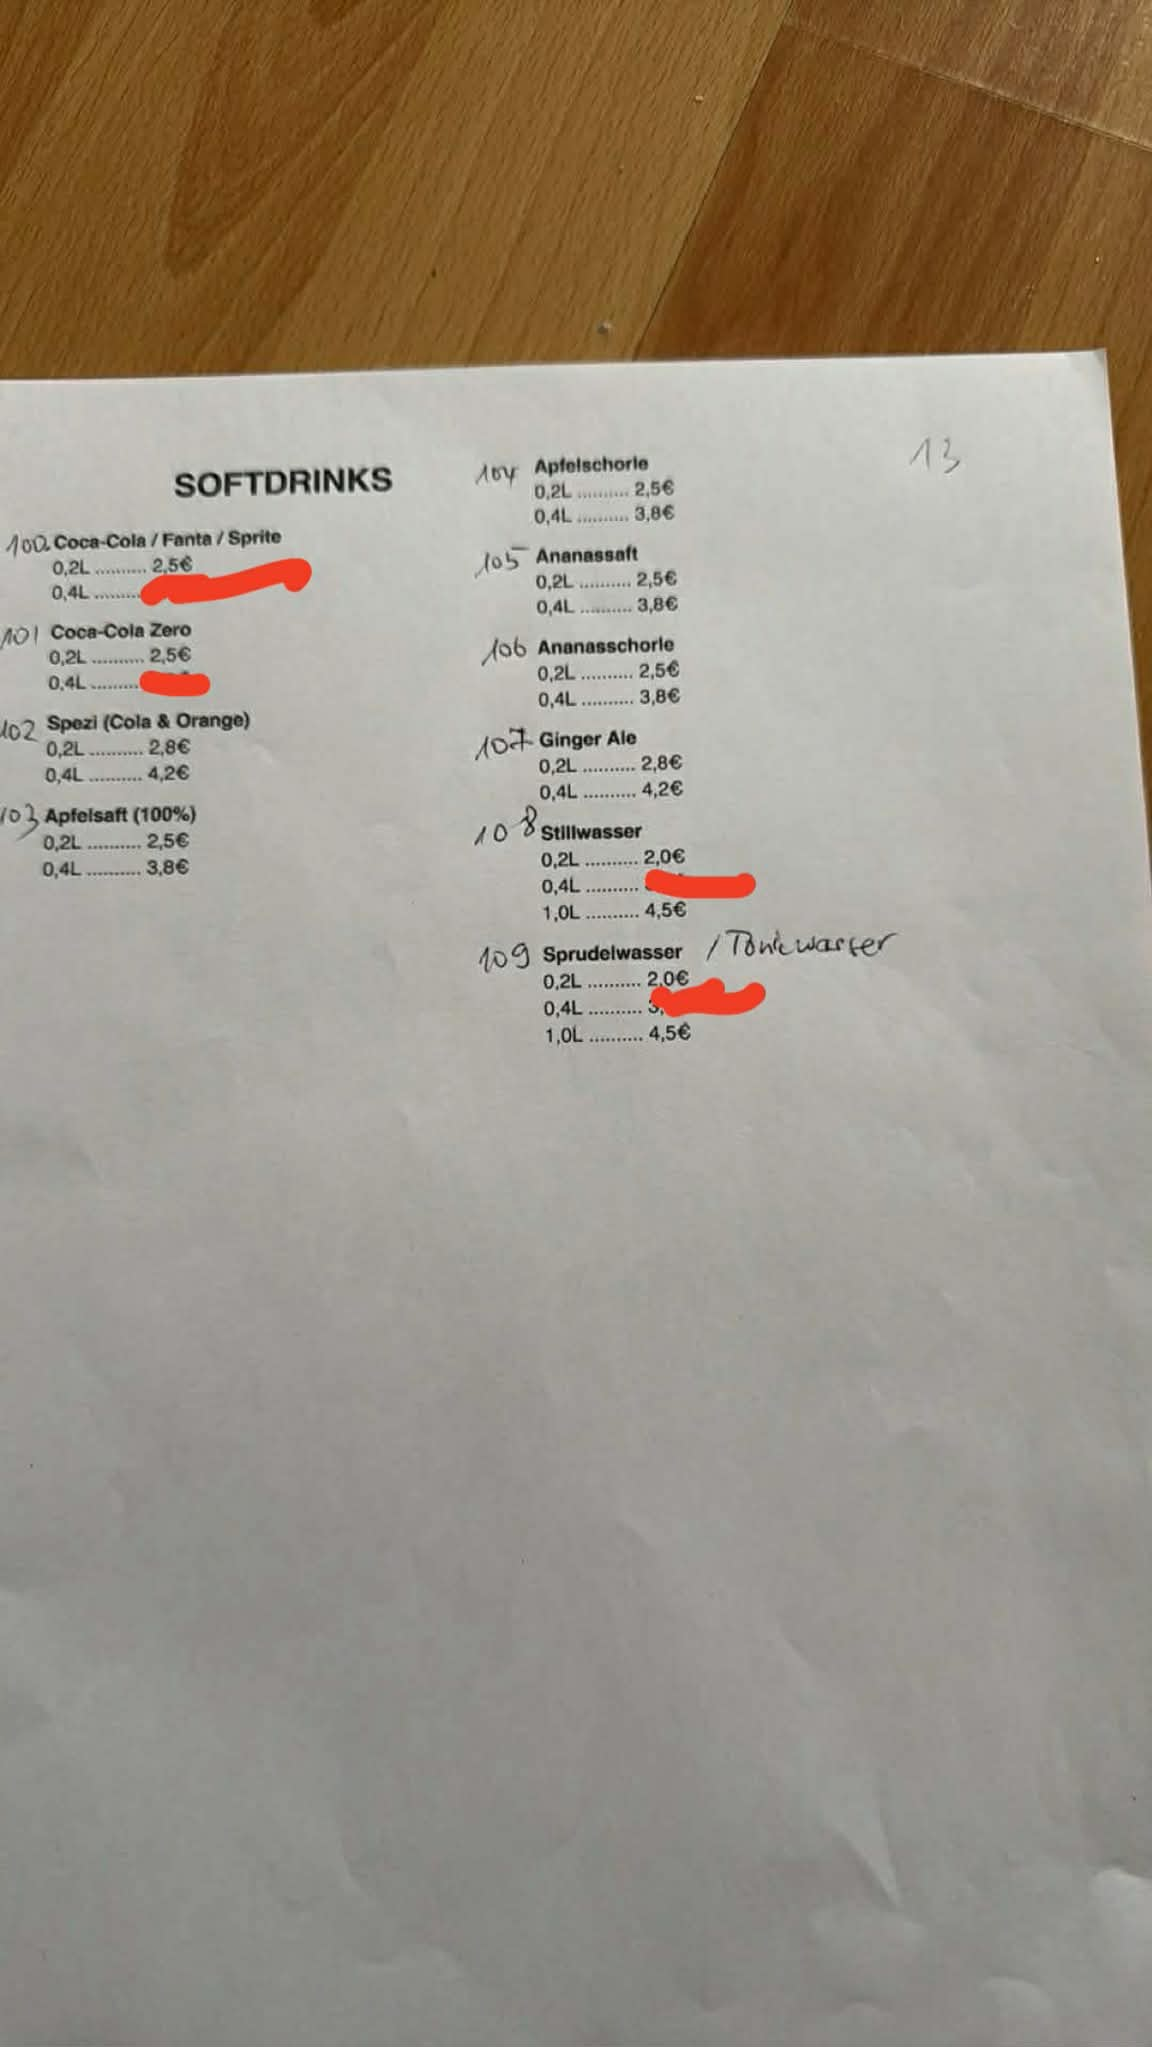 SOFTDRINKS
100. Coca-Cola / Fanta / Sprite
0,2L .......... 2,5€
0,4L ..........
101 Coca-Cola Zero
0,2L .......... 2,5€
0,4L ..........
102 Spezi (Cola & Orange)
0,2L .......... 2,8€
0,4L .......... 4,2€
103 Apfelsaft (100%)
0,2L .......... 2,5€
0,4L .......... 3,8€
13
104 Apfelschorle
0,2L .......... 2,5€
0,4L .......... 3,8€
105 Ananassaft
0,2L .......... 2,5€
0,4L .......... 3,8€
106 Ananasschorle
0,2L .......... 2,5€
0,4L .......... 3,8€
107 Ginger Ale
0,2L .......... 2,8€
0,4L .......... 4,2€
108 Stillwasser
0,2L .......... 2,0€
0,4L ..........
1,0L .......... 4,5€
109 Sprudelwasser / Tonicwasser
0,2L .......... 2,0€
0,4L ..........
1,0L .......... 4,5€